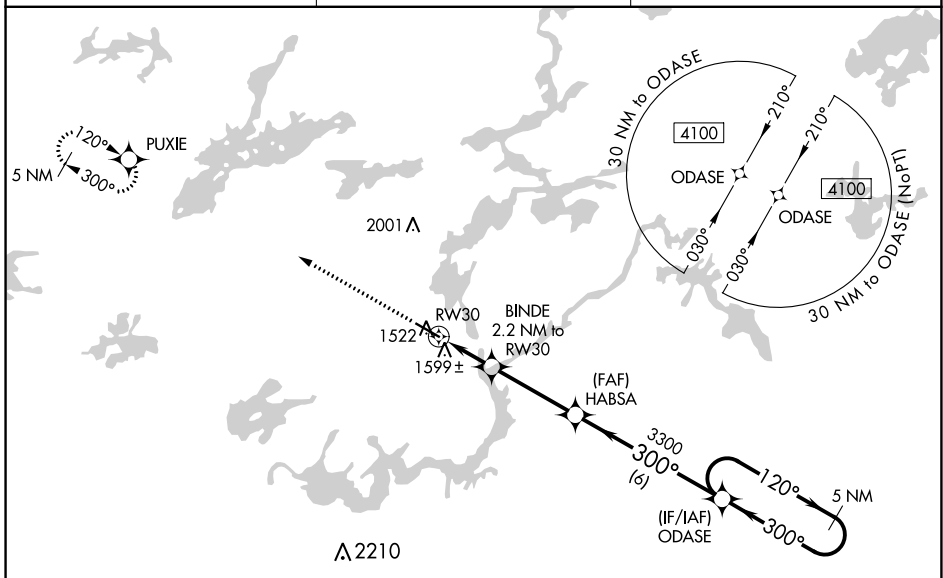 120°
PUXIE
5 NM
300°
2001
30 NM to ODASE
210°
4100
ODASE
030°
210°
4100
ODASE
030°
30 NM to ODASE (NoPT)
RW30
1522
1599 ±
BINDE
2.2 NM to
RW30
(FAF)
HABSA
3300
300°
(6)
120°
5 NM
300°
(IF/IAF)
ODASE
2210